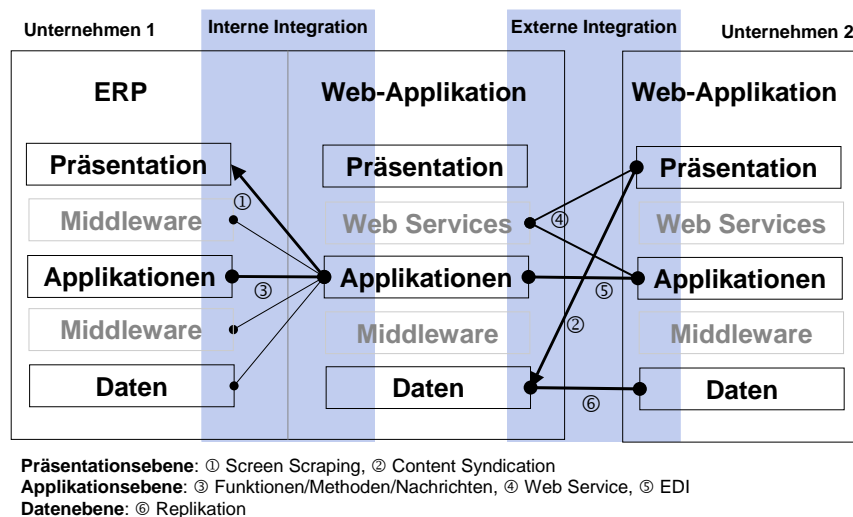 Unternehmen 1
Interne Integration
Externe Integration
Unternehmen 2
ERP
Web-Applikation
Web-Applikation
Präsentation
Präsentation
Präsentation
①
Middleware
Web Services
④
Web Services
Applikationen
Applikationen
Applikationen
③
⑤
②
Middleware
Middleware
Middleware
Daten
Daten
Daten
⑥
Präsentationsebene: ① Screen Scraping, ② Content Syndication
Applikationsebene: ③ Funktionen/Methoden/Nachrichten, ④ Web Service, ⑤ EDI
Datenebene: ⑥ Replikation